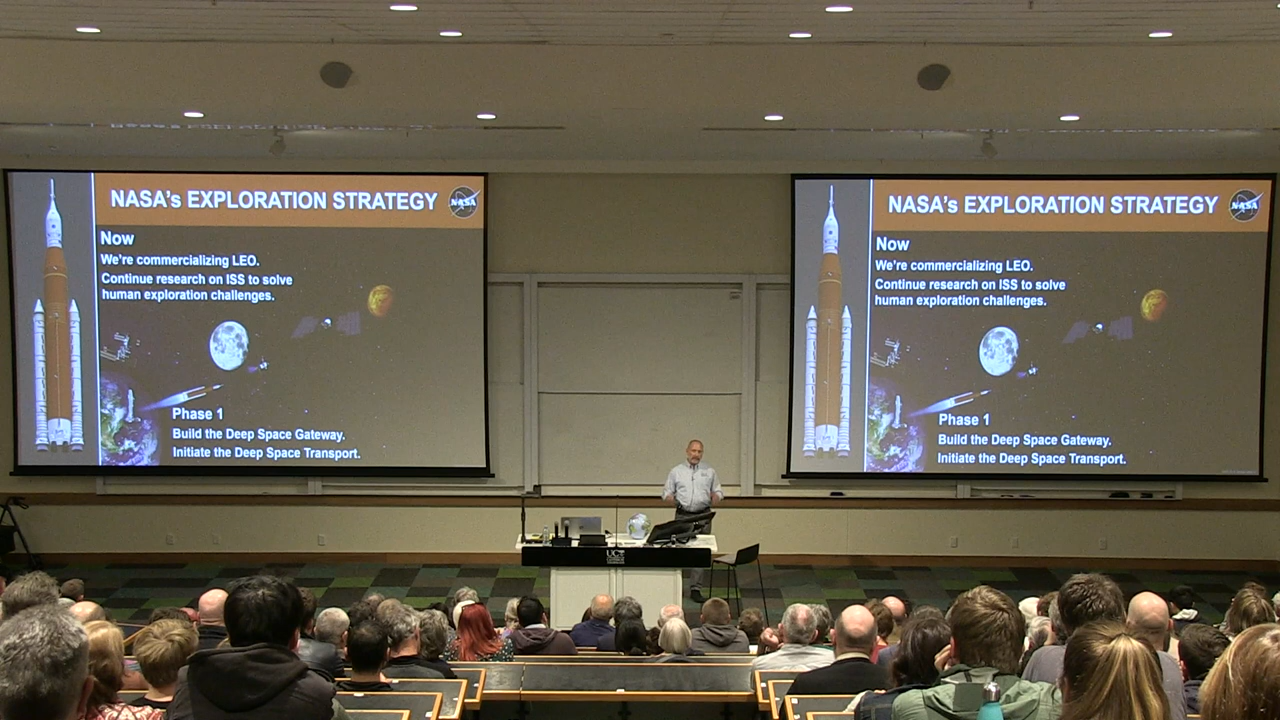 NASA's EXPLORATION STRATEGY
NASA
Now
We're commercializing LEO.
Continue research on ISS to solve
human exploration challenges.
Phase 1
Build the Deep Space Gateway.
Initiate the Deep Space Transport.
NASA's EXPLORATION STRATEGY
NASA
Now
We're commercializing LEO.
Continue research on ISS to solve
human exploration challenges.
Phase 1
Build the Deep Space Gateway.
Initiate the Deep Space Transport.
UC